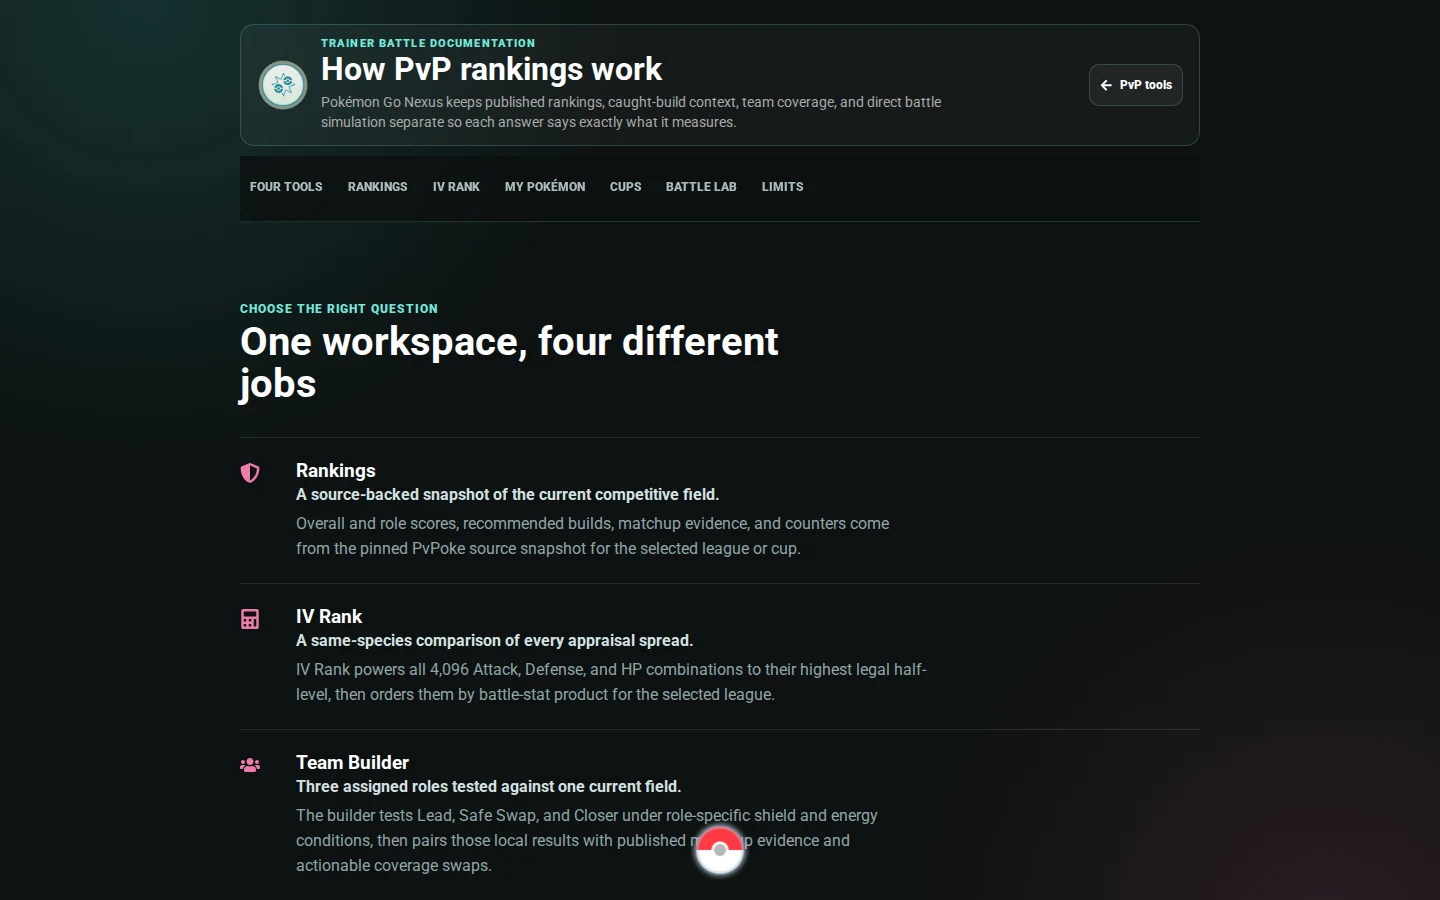 TRAINER BATTLE DOCUMENTATION
How PvP rankings work
Pokémon Go Nexus keeps published rankings, caught-build context, team coverage, and direct battle
simulation separate so each answer says exactly what it measures.
PvP tools
FOUR TOOLS RANKINGS IV RANK MY POKÉMON CUPS BATTLE LAB LIMITS
CHOOSE THE RIGHT QUESTION
One workspace, four different
jobs
Rankings
A source-backed snapshot of the current competitive field.
Overall and role scores, recommended builds, matchup evidence, and counters come
from the pinned PvPoke source snapshot for the selected league or cup.
IV Rank
A same-species comparison of every appraisal spread.
IV Rank powers all 4,096 Attack, Defense, and HP combinations to their highest legal half-
level, then orders them by battle-stat product for the selected league.
Team Builder
Three assigned roles tested against one current field.
The builder tests Lead, Safe Swap, and Closer under role-specific shield and energy
conditions, then pairs those local results with published evidence and
actionable coverage swaps.